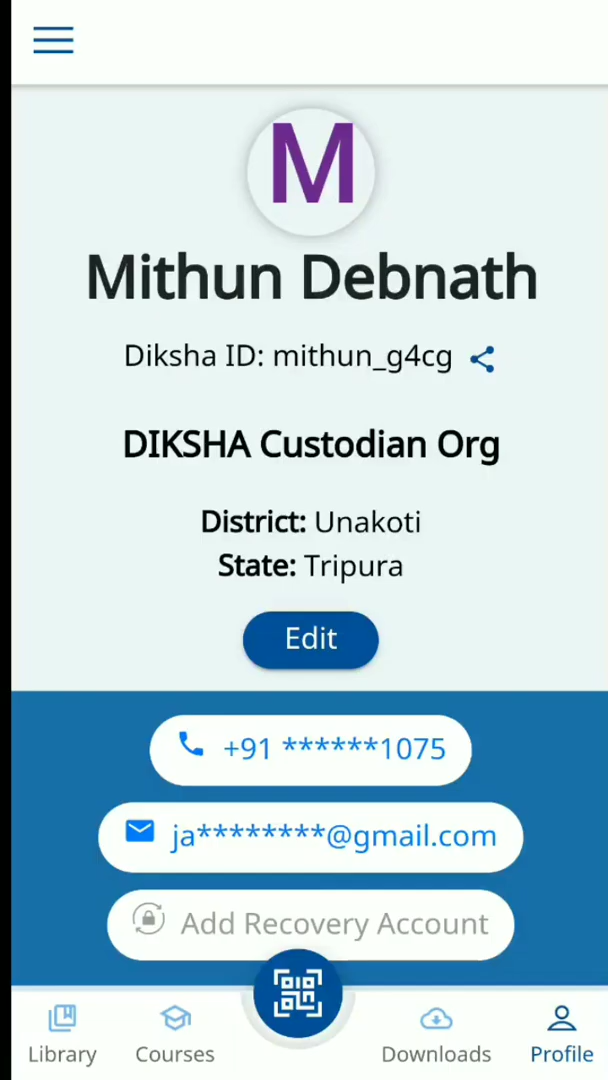 M
Mithun Debnath
Diksha ID: mithun_g4cg
DIKSHA Custodian Org
District: Unakoti
State: Tripura
Edit
+91 ******1075
ja********@gmail.com
Add Recovery Account
Library Courses Downloads Profile